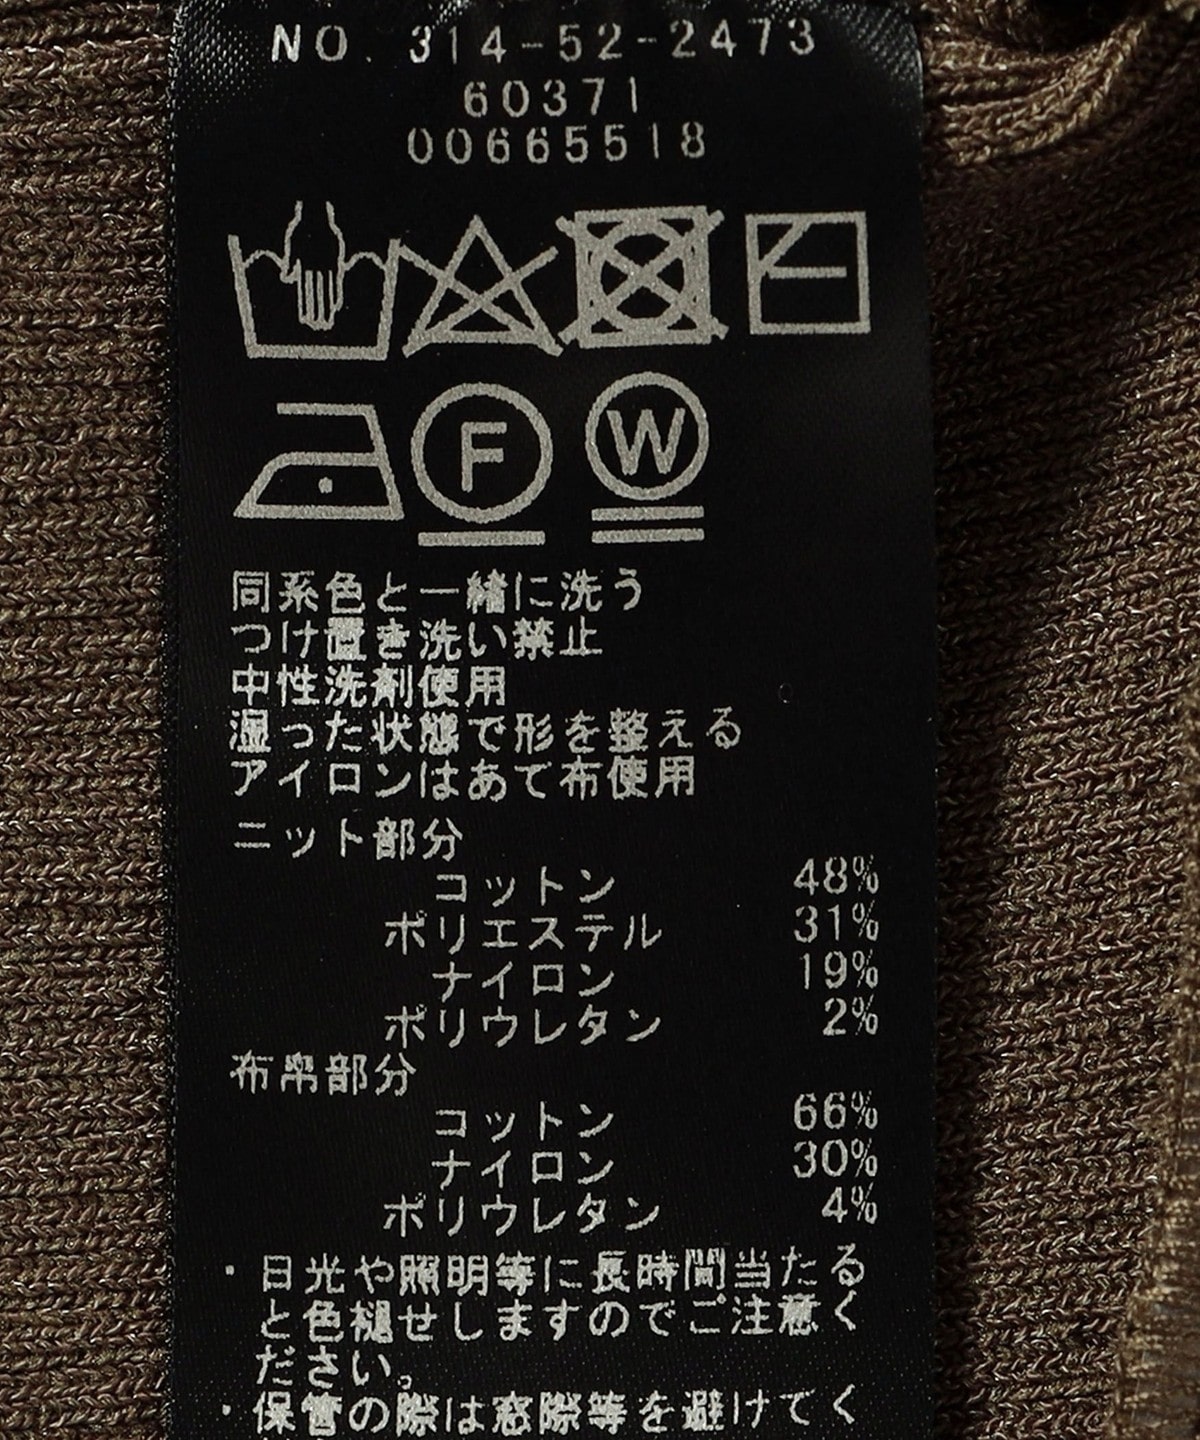 NO. 314-52-2473
60371
00665518
F W
同系色と一緒に洗う
つけ置き洗い禁止
中性洗剤使用
湿った状態で形を整える
アイロンはあて布使用
ニット部分
コットン 48%
ポリエステル 31%
ナイロン 19%
ポリウレタン 2%
布帛部分
コットン 66%
ナイロン 30%
ポリウレタン 4%
・日光や照明等に長時間当たる
と色褪せしますのでご注意く
ださい。
・保管の際は窓際等を避けてく